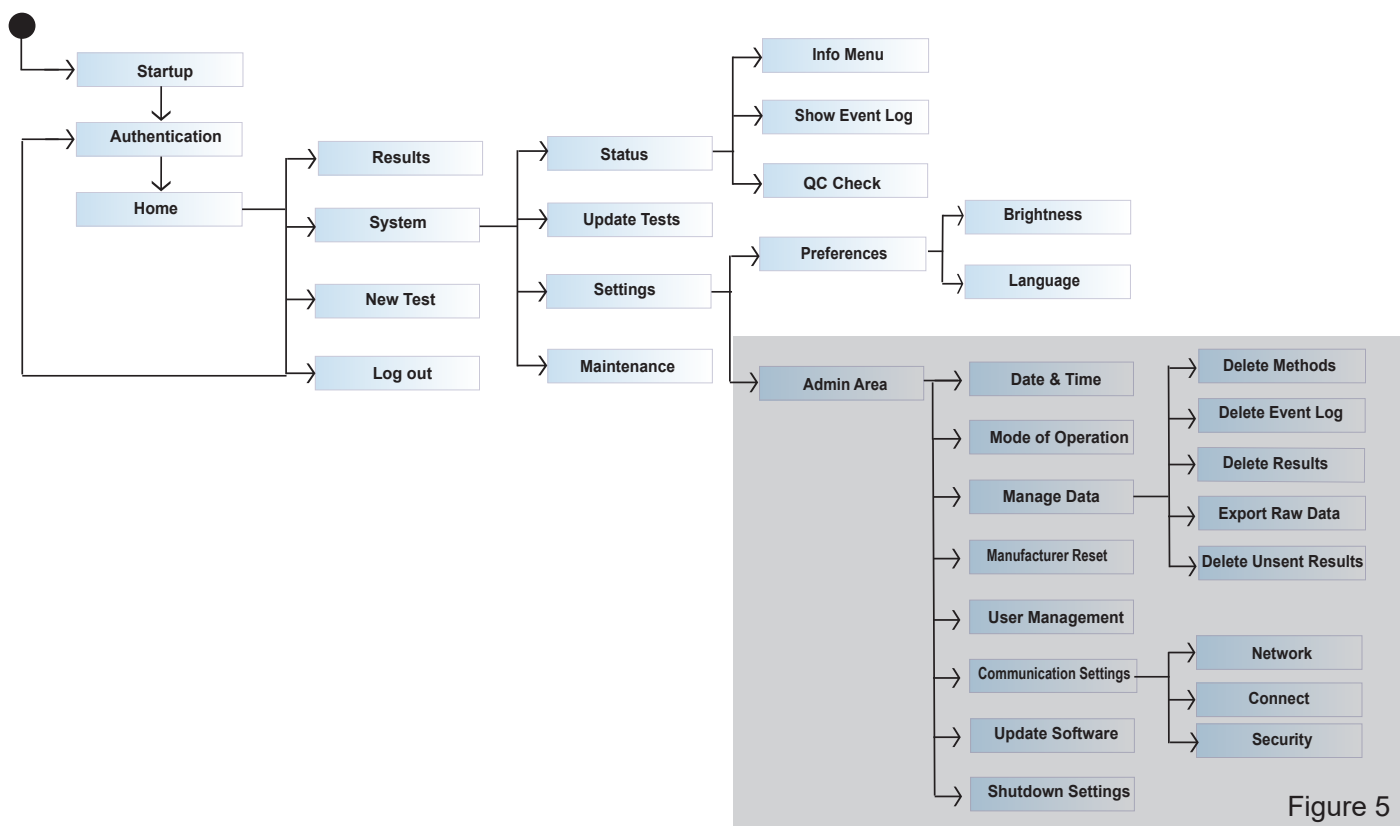 Startup
Authentication
Home
Results
System
New Test
Log out
Status
Update Tests
Settings
Maintenance
Info Menu
Show Event Log
QC Check
Preferences
Brightness
Language
Admin Area
Date & Time
Mode of Operation
Manage Data
Manufacturer Reset
User Management
Communication Settings
Update Software
Shutdown Settings
Delete Methods
Delete Event Log
Delete Results
Export Raw Data
Delete Unsent Results
Network
Connect
Security
Figure 5